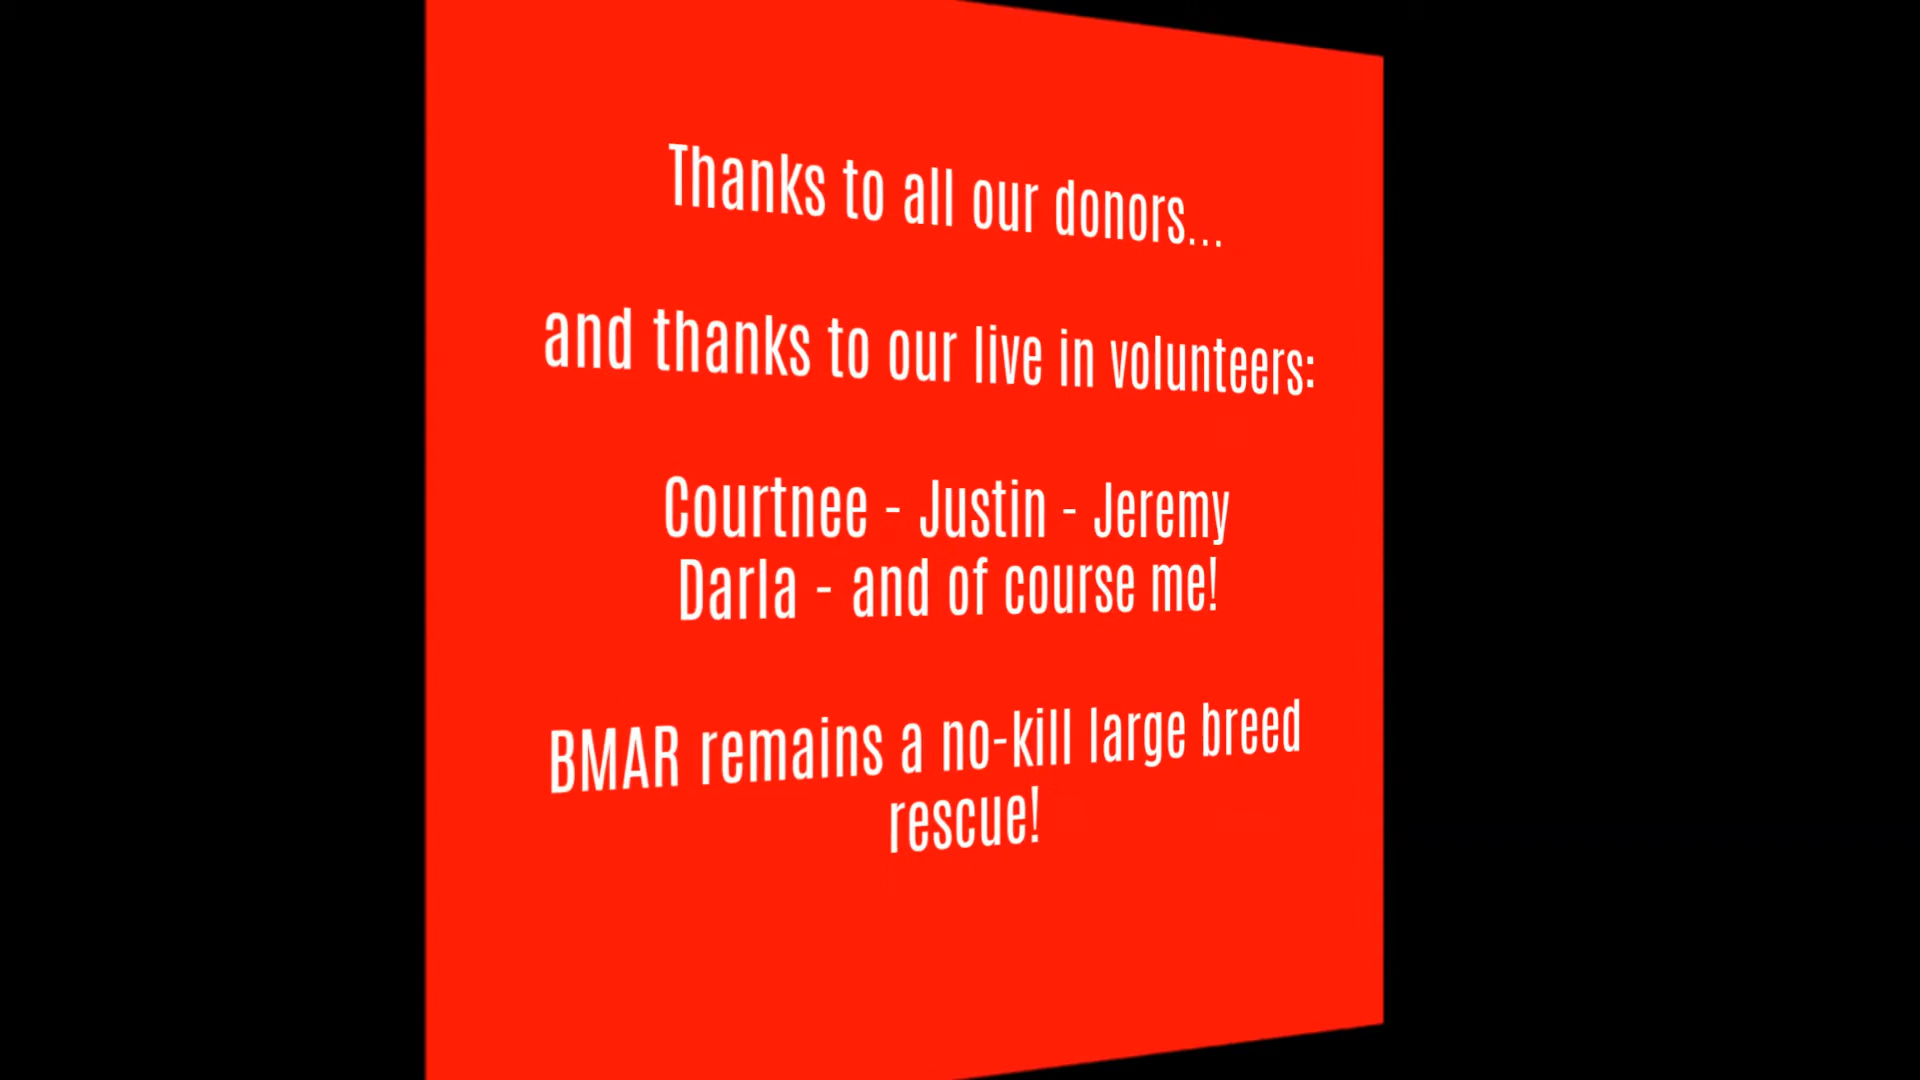 Thanks to all our donors...
and thanks to our live in volunteers:
Courtnee - Justin - Jeremy
Darla - and of course me!
BMAR remains a no-kill large breed
rescue!